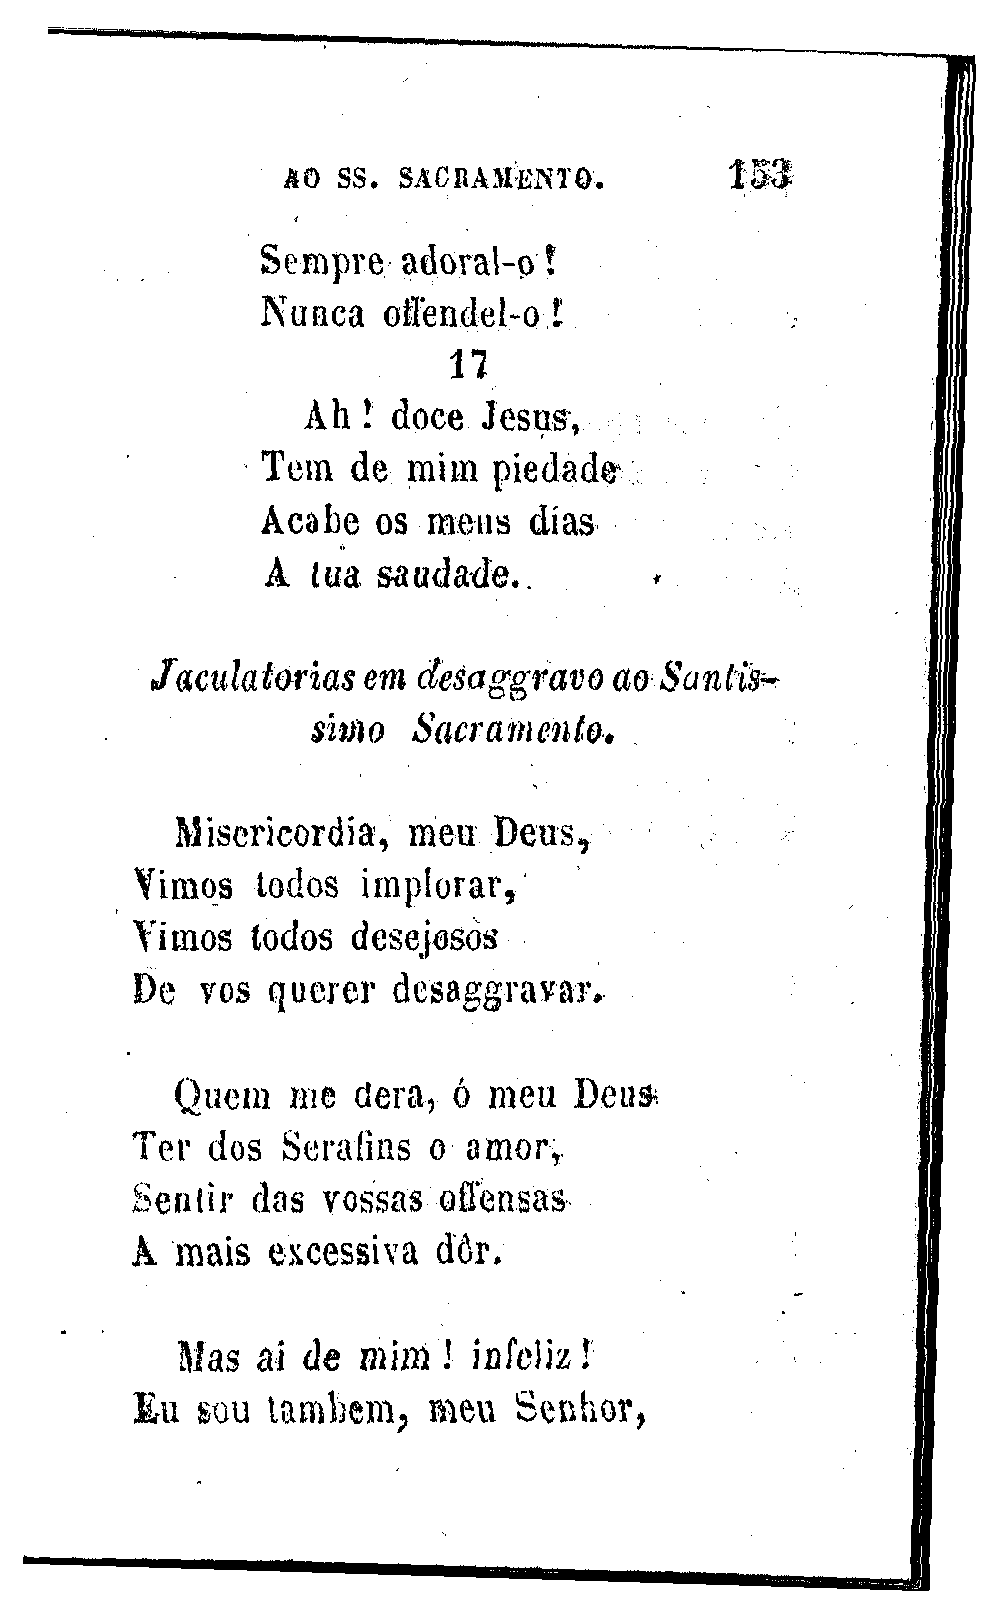 AO SS. SACRAMENTO. 153
Sempre adoral-o!
Nunca offendel-o!
17
Ah! doce Jesus,
Tem de mim piedade
Acabe os meus días
A tua saudade.
Jaculatorias em desaggravo ao Santis-
simo Sacramento.
Misericordia, meu Deus,
Vimos todos implorar,
Vimos todos desejosos
De vos querer desaggravar.
Quem me dera, ó meu Deus
Ter dos Serafins o amor,
Sentir das vossas offensas
A mais excessiva dôr.
Mas ai de mim! infeliz!
Eu sou tambem, meu Senhor,